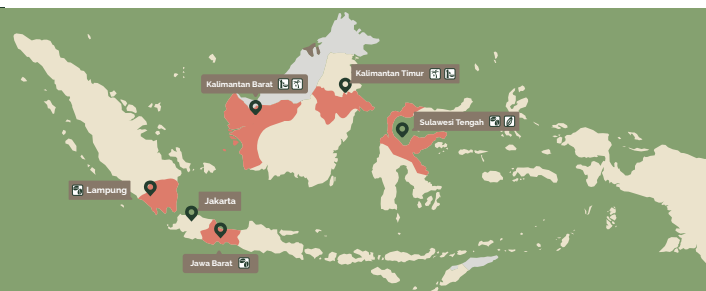 Kalimantan Timur
Kalimantan Barat
Sulawesi Tengah
Lampung
Jakarta
Jawa Barat